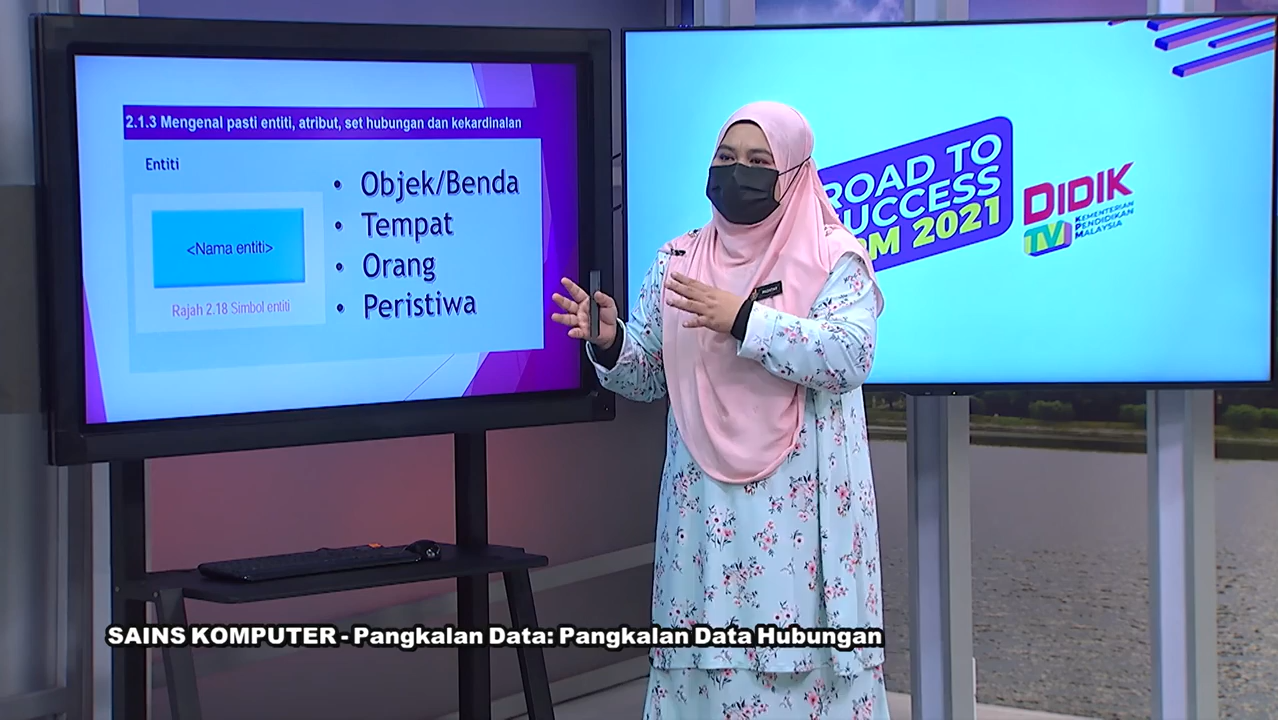 2.1.3 Mengenal pasti entiti, atribut, set hubungan dan kekardinalan
Entiti
<Nama entiti>
Rajah 2.18 Simbol entiti
• Objek/Benda
• Tempat
• Orang
• Peristiwa
ROAD TO
SUCCESS
2021
DIDIK
TV
KEMENTERIAN
PENDIDIKAN
MALAYSIA
SAINS KOMPUTER - Pangkalan Data: Pangkalan Data Hubungan